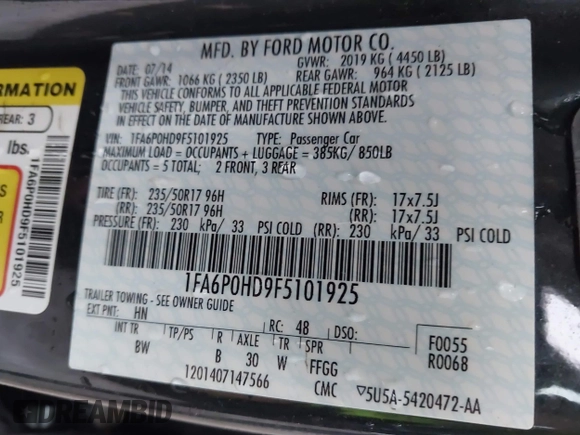 MFD. BY FORD MOTOR CO.
DATE: 07/14 GVWR: 2019 KG ( 4450 LB)
FRONT GAWR: 1066 KG ( 2350 LB) REAR GAWR: 964 KG ( 2125 LB)
THIS VEHICLE CONFORMS TO ALL APPLICABLE FEDERAL MOTOR
VEHICLE SAFETY, BUMPER, AND THEFT PREVENTION STANDARDS
IN EFFECT ON THE DATE OF MANUFACTURE SHOWN ABOVE.
VIN: 1FA6P0HD9F5101925 TYPE: Passenger Car
MAXIMUM LOAD = OCCUPANTS + LUGGAGE = 385KG/ 850LB
OCCUPANTS = 5 TOTAL; 2 FRONT, 3 REAR
TIRE (FR): 235/50R17 96H RIMS (FR): 17x7.5J
(RR): 235/50R17 96H (RR): 17x7.5J
PRESSURE (FR): 230 kPa/ 33 PSI COLD (RR): 230 kPa/ 33 PSI COLD
1FA6P0HD9F5101925
TRAILER TOWING - SEE OWNER GUIDE
EXT PNT: HN RC: 48 DSO: F0055
INT TR TP/PS R AXLE TR SPR R0068
BW B 30 W FFGG
1201407147566 CMC ▽5U5A-5420472-AA
FORMATION
REAR: 3
lbs.
1FA6P0HD9F5101925
DREAMBID